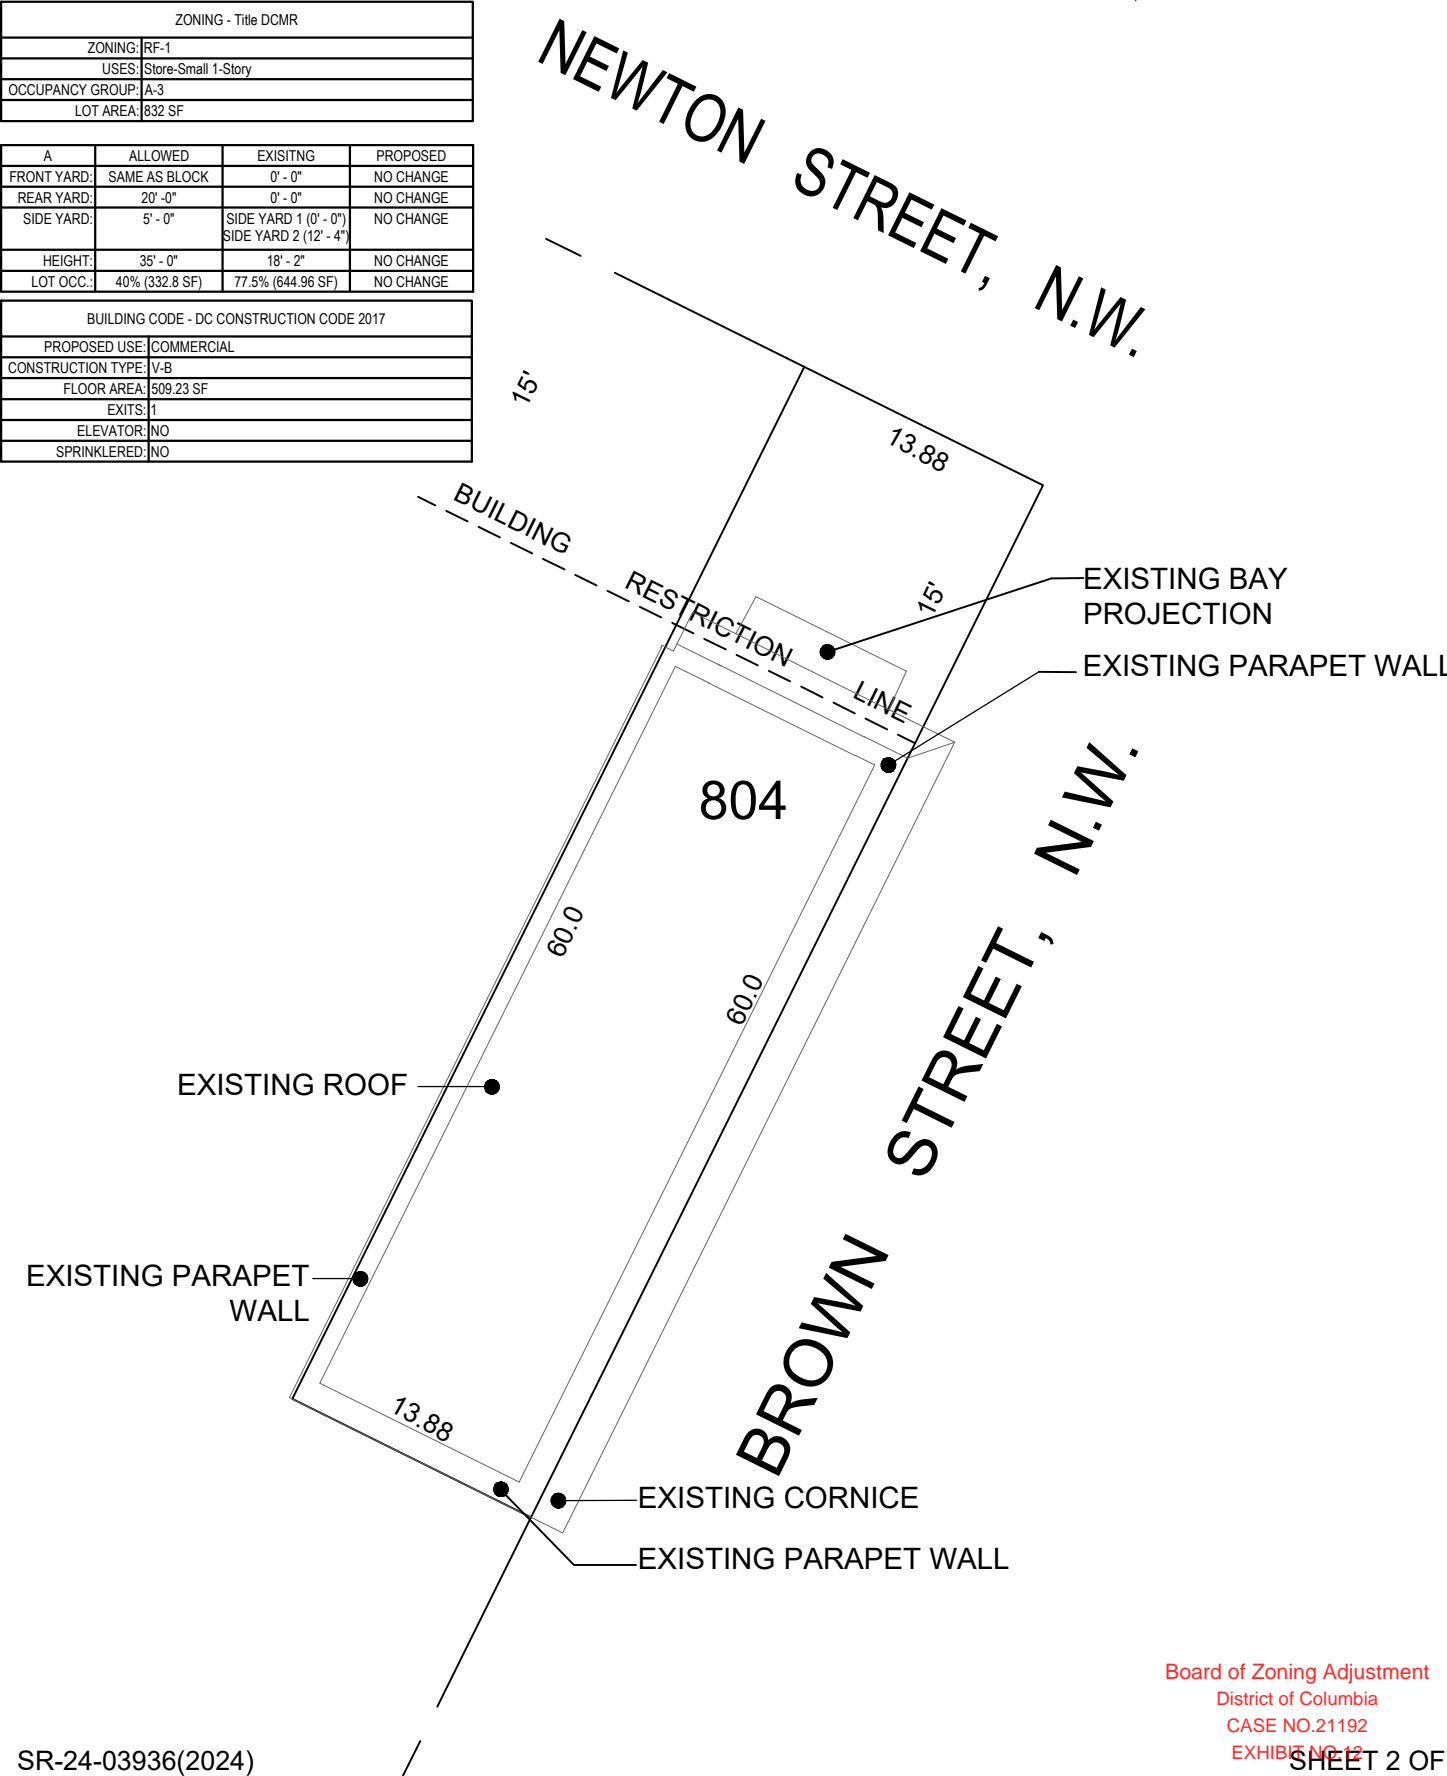 ZONING - Title DCMR
ZONING: RF-1
USES: Store-Small 1-Story
OCCUPANCY GROUP: A-3
LOT AREA: 832 SF
A ALLOWED EXISITNG PROPOSED
FRONT YARD: SAME AS BLOCK 0' - 0" NO CHANGE
REAR YARD: 20' -0" 0' - 0" NO CHANGE
SIDE YARD: 5' - 0" SIDE YARD 1 (0' - 0") NO CHANGE
SIDE YARD 2 (12' - 4")
HEIGHT: 35' - 0" 18' - 2" NO CHANGE
LOT OCC.: 40% (332.8 SF) 77.5% (644.96 SF) NO CHANGE
BUILDING CODE - DC CONSTRUCTION CODE 2017
PROPOSED USE: COMMERCIAL
CONSTRUCTION TYPE: V-B
FLOOR AREA: 509.23 SF
EXITS: 1
ELEVATOR: NO
SPRINKLERED: NO
NEWTON STREET, N.W.
15'
13.88
BUILDING RESTRICTION LINE
15'
EXISTING BAY
PROJECTION
EXISTING PARAPET WALL
804
60.0
60.0
BROWN STREET, N.W.
EXISTING ROOF
EXISTING PARAPET
WALL
13.88
EXISTING CORNICE
EXISTING PARAPET WALL
Board of Zoning Adjustment
District of Columbia
CASE NO.21192
EXHIBIT NO.12
SR-24-03936(2024)
SHEET 2 OF